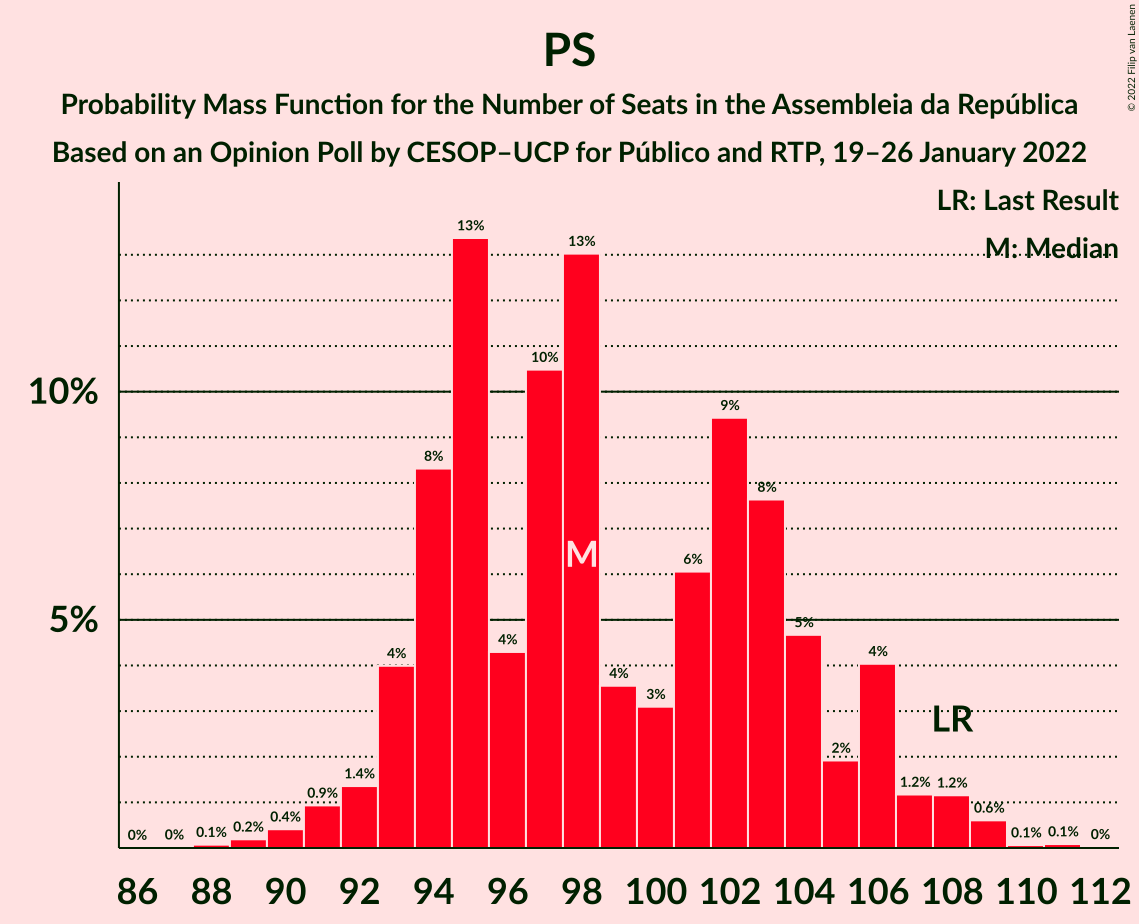 PS
Probability Mass Function for the Number of Seats in the Assembleia da República
Based on an Opinion Poll by CESOP–UCP for Público and RTP, 19–26 January 2022
© 2022 Filip van Laenen
LR: Last Result
M: Median
10%
5%
0% 0% 0.1% 0.2% 0.4% 0.9% 1.4% 4% 8% 13% 4% 10% 13% 4% 3% 6% 9% 8% 5% 2% 4% 1.2% 1.2% 0.6% 0.1% 0.1% 0%
M
LR
86 88 90 92 94 96 98 100 102 104 106 108 110 112